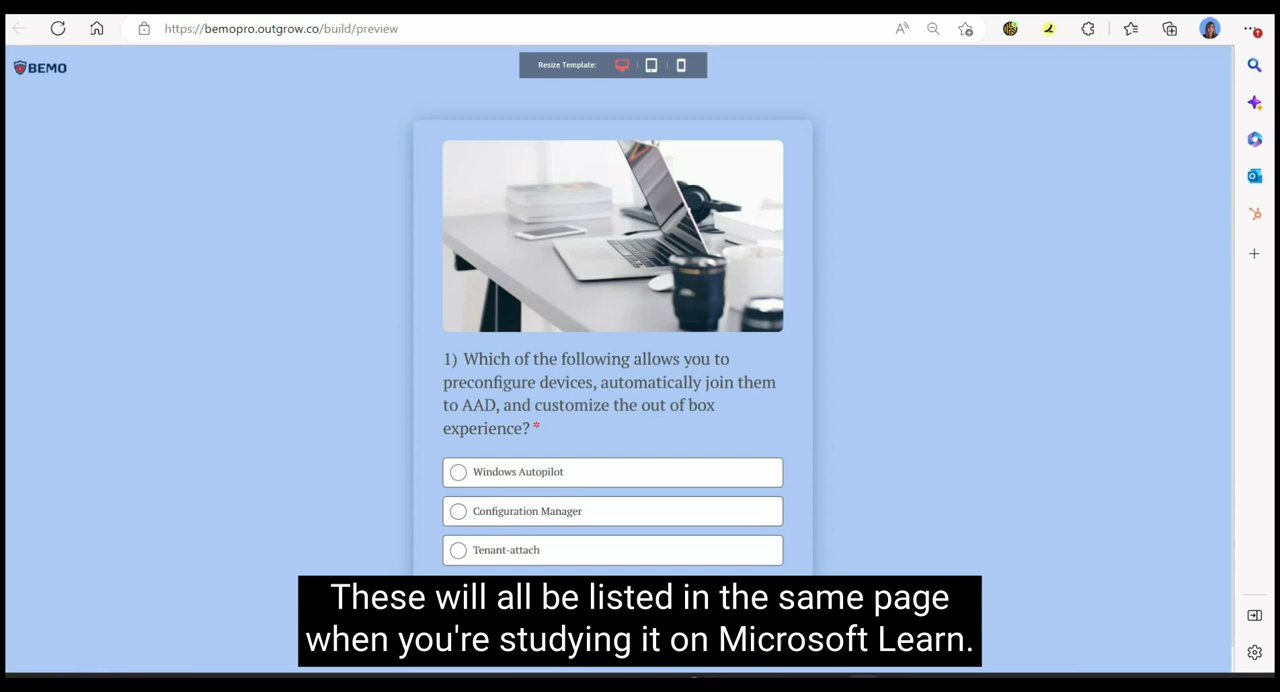 https://bemopro.outgrow.co/build/preview
BEMO
Resize Template:
1) Which of the following allows you to
preconfigure devices, automatically join them
to AAD, and customize the out of box
experience? *
Windows Autopilot
Configuration Manager
Tenant-attach
These will all be listed in the same page
when you're studying it on Microsoft Learn.